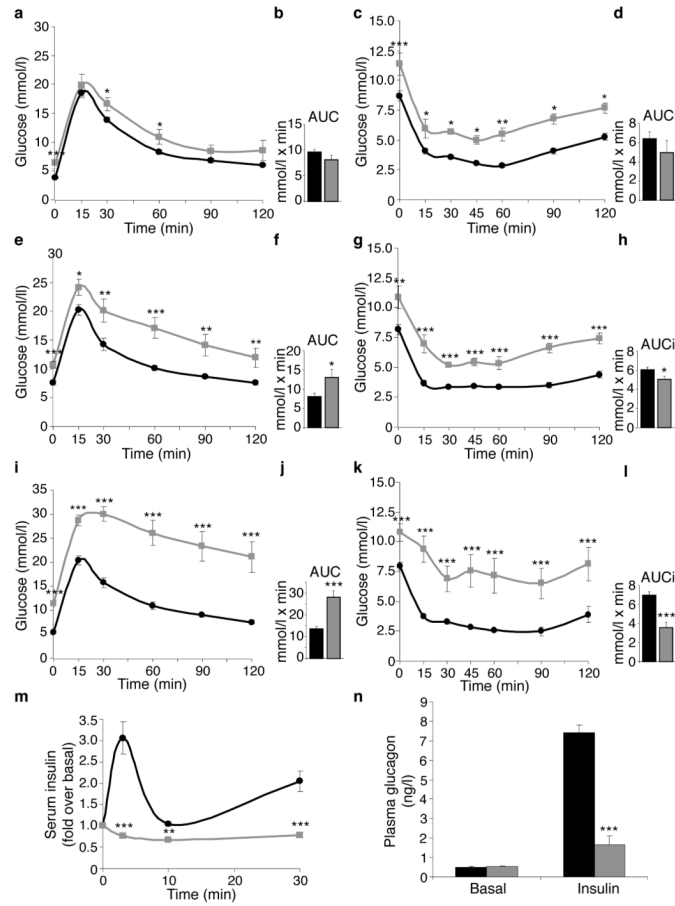 a
Glucose (mmol/l)
40
35
30
25
20
15
10
5
0
***
*
*
0 15 30 60 90 120
Time (min)
b
AUC
mmol/l x min
15
10
5
0
c
Glucose (mmol/l)
15.0
12.5
10.0
7.5
5.0
2.5
0
***
*
*
*
**
*
*
0 15 30 45 60 90 120
Time (min)
d
AUCi
mmol/l x min
8
6
4
2
0
e
Glucose (mmol/ll)
30
25
20
15
10
5
0
***
*
**
***
**
**
0 15 30 60 90 120
Time (min)
f
AUC
mmol/l x min
20
15
10
5
0
*
g
Glucose (mmol/l)
15.0
12.5
10.0
7.5
5.0
2.5
0
**
***
***
***
***
***
***
0 15 30 45 60 90 120
Time (min)
h
AUCi
mmol/l x min
8
6
4
2
0
*
i
Glucose (mmol/l)
35
30
25
20
15
10
5
0
***
***
***
***
***
***
0 15 30 60 90 120
Time (min)
j
AUC
mmol/l x min
30
20
10
0
***
k
Glucose (mmol/l)
15.0
12.5
10.0
7.5
5.0
2.5
0
***
***
***
***
***
***
***
0 15 30 45 60 90 120
Time (min)
l
AUCi
mmol/l x min
8
6
4
2
0
***
m
Serum insulin
(fold over basal)
3.5
3.0
2.5
2.0
1.5
1.0
0.5
0
***
**
***
0 10 20 30
Time (min)
n
Plasma glucagon
(ng/l)
9
8
7
6
5
4
3
2
1
0
***
Basal Insulin